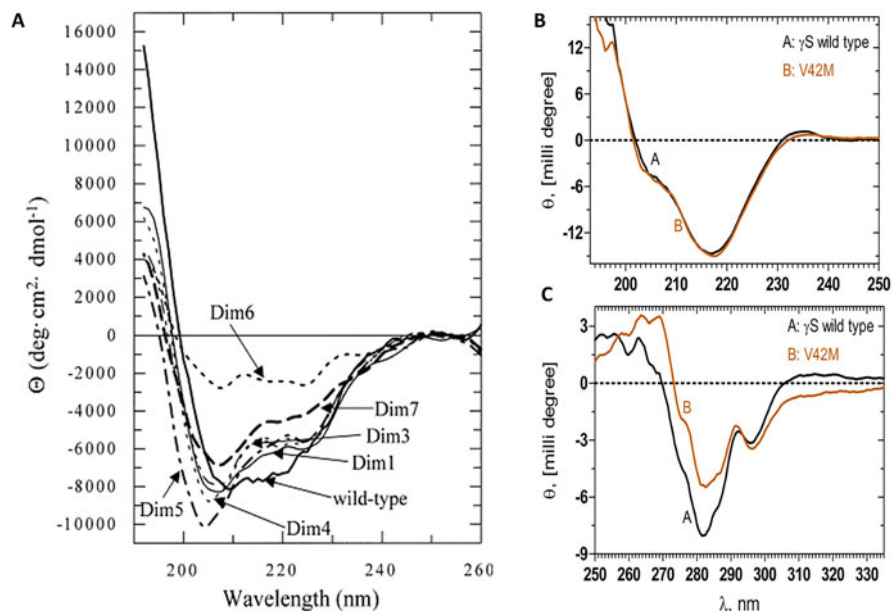 A
16000
14000
12000
10000
8000
6000
4000
2000
0
-2000
-4000
-6000
-8000
-10000
Θ (deg·cm²·dmol⁻¹)
Dim6
Dim7
Dim3
Dim1
wild-type
Dim5
Dim4
200
220
240
260
Wavelength (nm)
B
A: γS wild type
B: V42M
12
6
0
-6
-12
θ, [milli degree]
A
B
200
210
220
230
240
250
C
A: γS wild type
B: V42M
3
0
-3
-6
-9
θ, [milli degree]
B
A
250
260
270
280
290
300
310
320
330
λ, nm